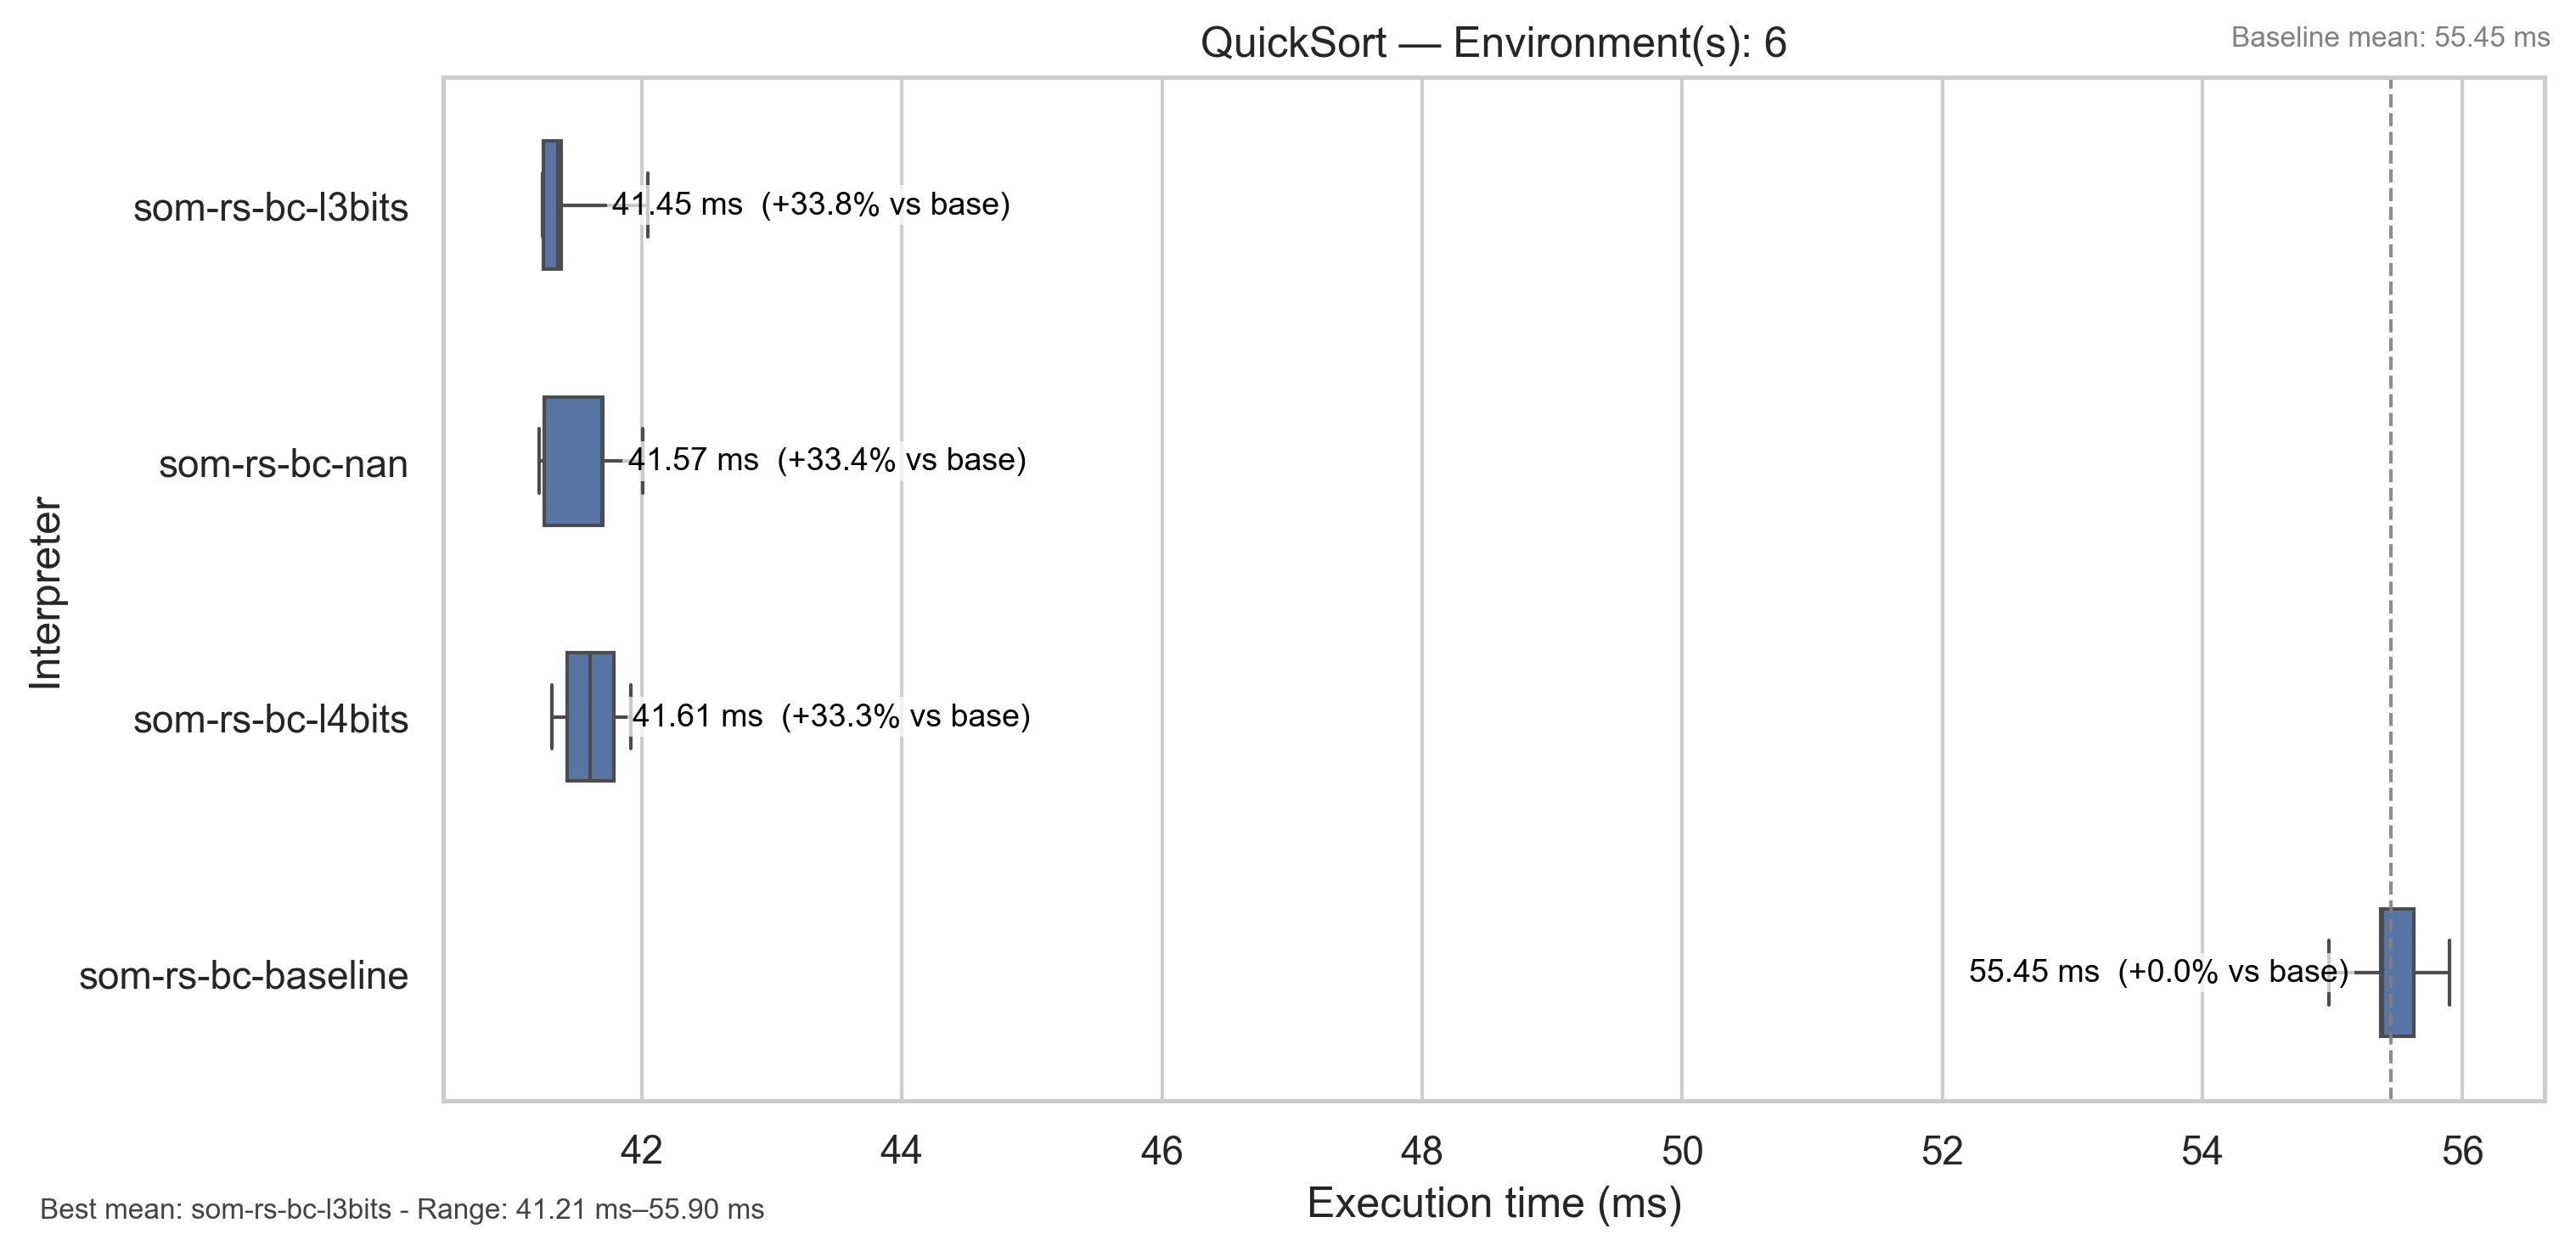 QuickSort — Environment(s): 6
Baseline mean: 55.45 ms
Interpreter
som-rs-bc-l3bits
41.45 ms (+33.8% vs base)
som-rs-bc-nan
41.57 ms (+33.4% vs base)
som-rs-bc-l4bits
41.61 ms (+33.3% vs base)
som-rs-bc-baseline
55.45 ms (+0.0% vs base)
42 44 46 48 50 52 54 56
Execution time (ms)
Best mean: som-rs-bc-l3bits - Range: 41.21 ms–55.90 ms